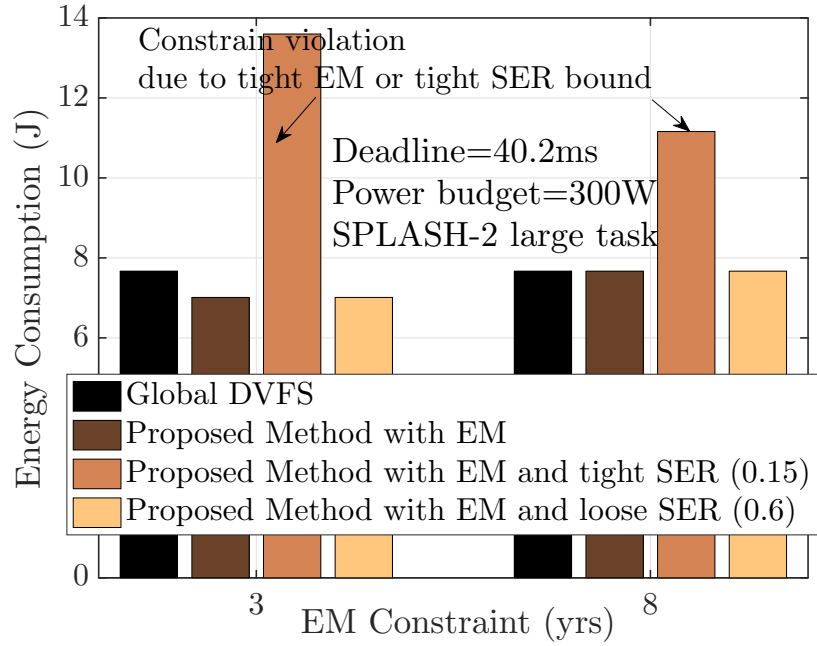 14
Constrain violation
due to tight EM or tight SER bound
12
Deadline=40.2ms
10
Power budget=300W
SPLASH-2 large task
8
6
Energy Consumption (J)
Global DVFS
Proposed Method with EM
Proposed Method with EM and tight SER (0.15)
Proposed Method with EM and loose SER (0.6)
0
3
8
EM Constraint (yrs)